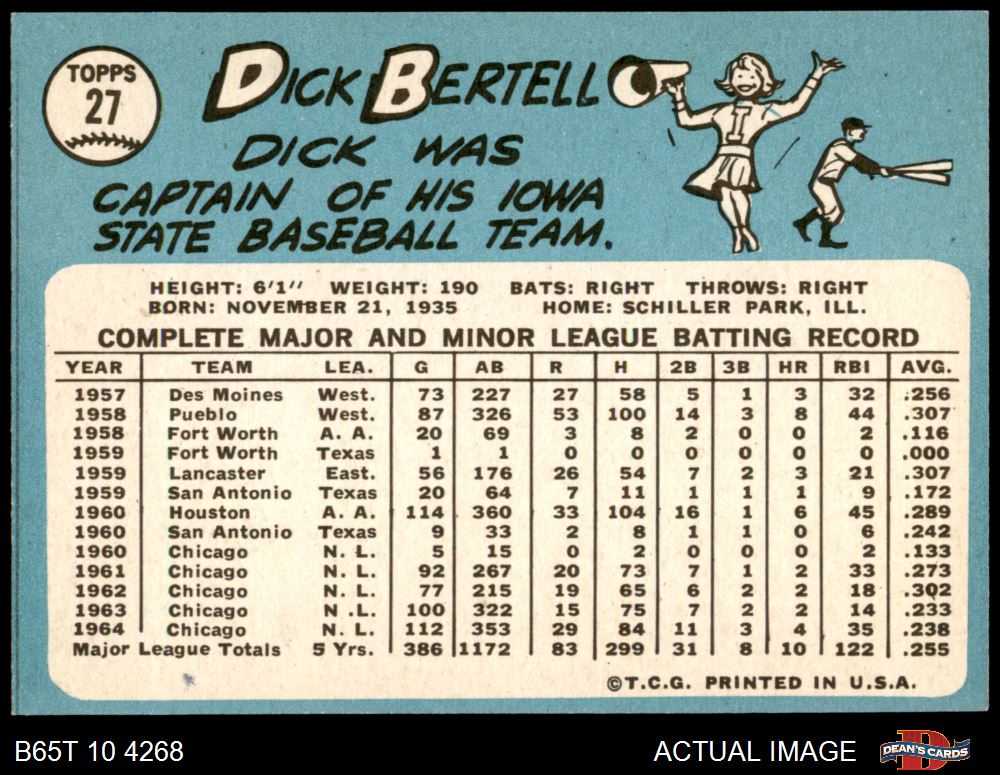 TOPPS
27
DICK BERTELL
DICK WAS
CAPTAIN OF HIS IOWA
STATE BASEBALL TEAM.
I
HEIGHT: 6'1" WEIGHT: 190 BATS: RIGHT THROWS: RIGHT
BORN: NOVEMBER 21, 1935 HOME: SCHILLER PARK, ILL.
COMPLETE MAJOR AND MINOR LEAGUE BATTING RECORD
YEAR TEAM LEA. G AB R H 2B 3B HR RBI AVG.
1957 Des Moines West. 73 227 27 58 5 1 3 32 .256
1958 Pueblo West. 87 326 53 100 14 3 8 44 .307
1958 Fort Worth A. A. 20 69 3 8 2 0 0 2 .116
1959 Fort Worth Texas 1 1 0 0 0 0 0 0 .000
1959 Lancaster East. 56 176 26 54 7 2 3 21 .307
1959 San Antonio Texas 20 64 7 11 1 1 1 9 .172
1960 Houston A. A. 114 360 33 104 16 1 6 45 .289
1960 San Antonio Texas 9 33 2 8 1 1 0 6 .242
1960 Chicago N. L. 5 15 0 2 0 0 0 2 .133
1961 Chicago N. L. 92 267 20 73 7 1 2 33 .273
1962 Chicago N. L. 77 215 19 65 6 2 2 18 .302
1963 Chicago N .L. 100 322 15 75 7 2 2 14 .233
1964 Chicago N. L. 112 353 29 84 11 3 4 35 .238
Major League Totals 5 Yrs. 386 1172 83 299 31 8 10 122 .255
©T.C.G. PRINTED IN U.S.A.
B65T 10 4268 ACTUAL IMAGE D DEAN'S CARDS